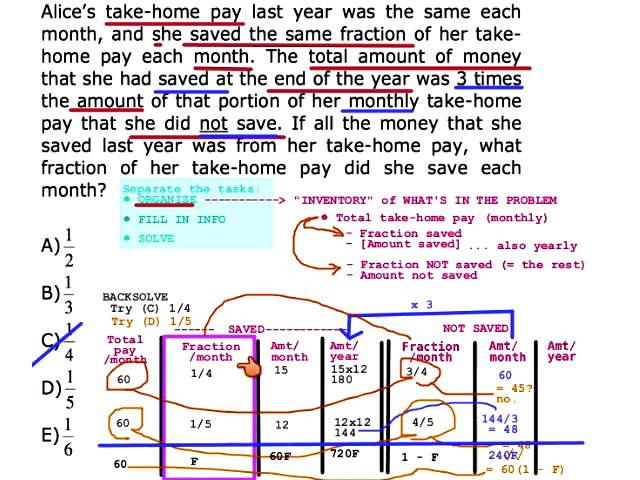 Alice's take-home pay last year was the same each
month, and she saved the same fraction of her take-
home pay each month. The total amount of money
that she had saved at the end of the year was 3 times
the amount of that portion of her monthly take-home
pay that she did not save. If all the money that she
saved last year was from her take-home pay, what
fraction of her take-home pay did she save each
month?
Separate the tasks:
• ORGANIZE ----------> "INVENTORY" of WHAT'S IN THE PROBLEM
• FILL IN INFO
• SOLVE
• Total take-home pay (monthly)
- Fraction saved
- [Amount saved] ... also yearly
- Fraction NOT saved (= the rest)
- Amount not saved
A) 1/2
B) 1/3
C) 1/4
D) 1/5
E) 1/6
BACKSOLVE
Try (C) 1/4
Try (D) 1/5
x 3
SAVED
NOT SAVED
Total pay /month
Fraction /month
Amt/ month
Amt/ year
Fraction /month
Amt/ month
Amt/ year
60
1/4
15
15x12
180
3/4
60
= 45?
no.
60
1/5
12
12x12
144
4/5
144/3
= 48
= 48
60
F
60F
720F
1 - F
240F/
= 60(1 - F)